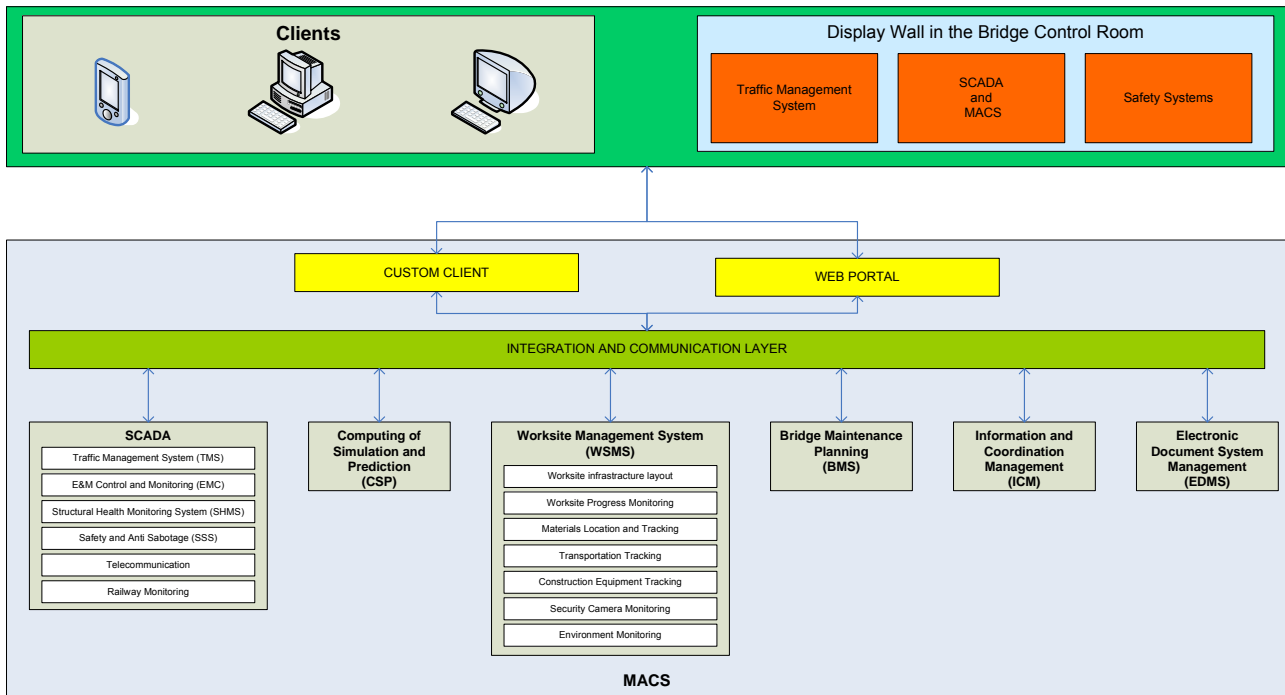 Clients
Display Wall in the Bridge Control Room
Traffic Management
System
SCADA
and
MACS
Safety Systems
CUSTOM CLIENT
WEB PORTAL
INTEGRATION AND COMMUNICATION LAYER
SCADA
Traffic Management System (TMS)
E&M Control and Monitoring (EMC)
Structural Health Monitoring System (SHMS)
Safety and Anti Sabotage (SSS)
Telecommunication
Railway Monitoring
Computing of
Simulation and
Prediction
(CSP)
Worksite Management System
(WSMS)
Worksite infrastracture layout
Worksite Progress Monitoring
Materials Location and Tracking
Transportation Tracking
Construction Equipment Tracking
Security Camera Monitoring
Environment Monitoring
Bridge Maintenance
Planning
(BMS)
Information and
Coordination
Management
(ICM)
Electronic
Document System
Management
(EDMS)
MACS